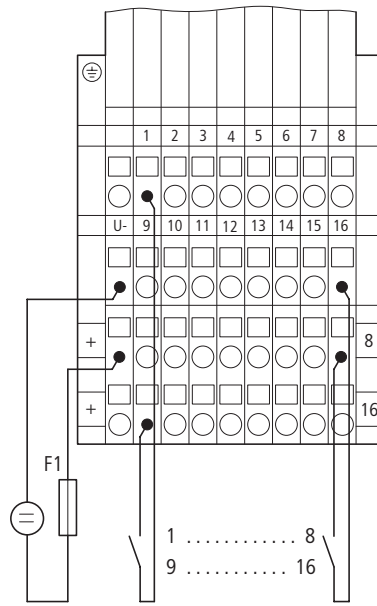 1 2 3 4 5 6 7 8
U- 9 10 11 12 13 14 15 16
+ 8
+ 16
F1
1 ............ 8
9 ........... 16